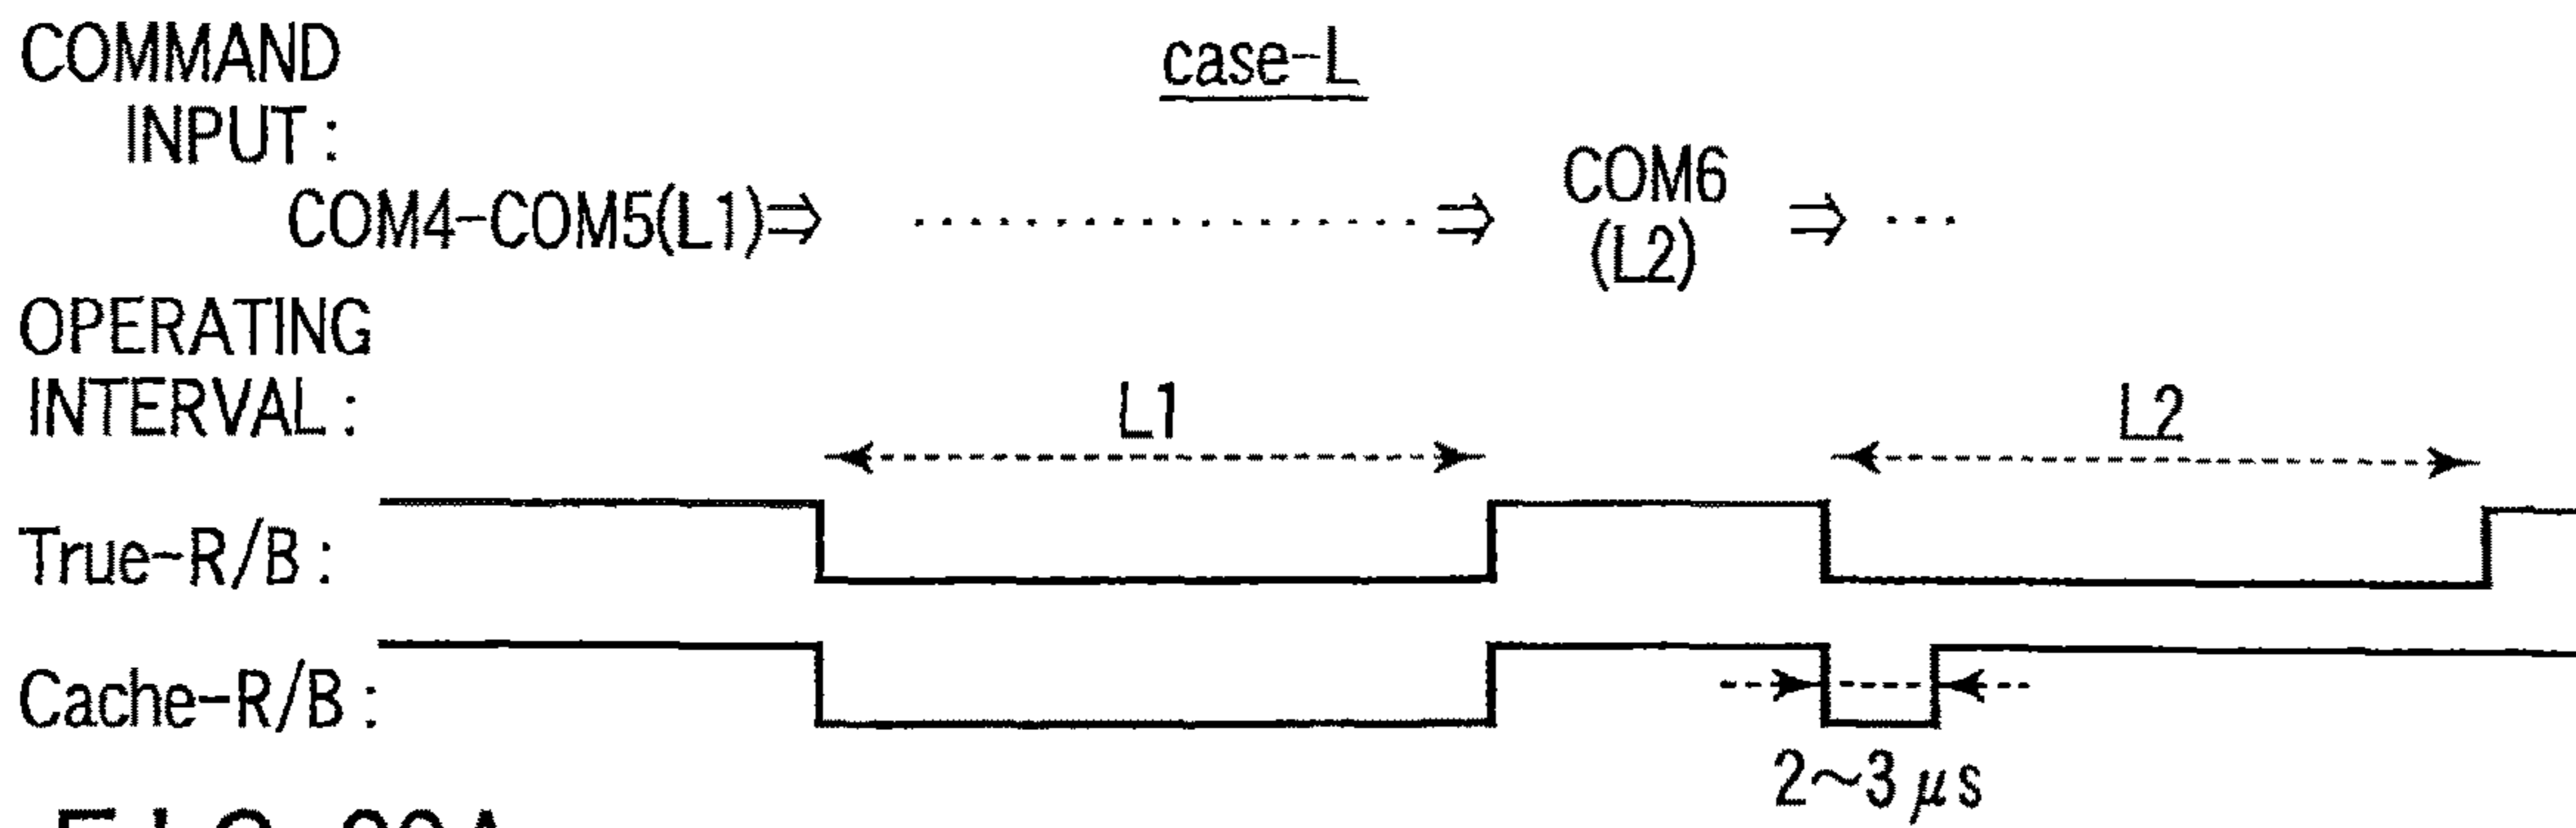 COMMAND
INPUT :
case-L
COM4-COM5(L1)⇒ ............... ⇒ COM6 ⇒ ...
(L2)
OPERATING
INTERVAL :
L1
L2
True-R/B :
Cache-R/B :
2~3 μs